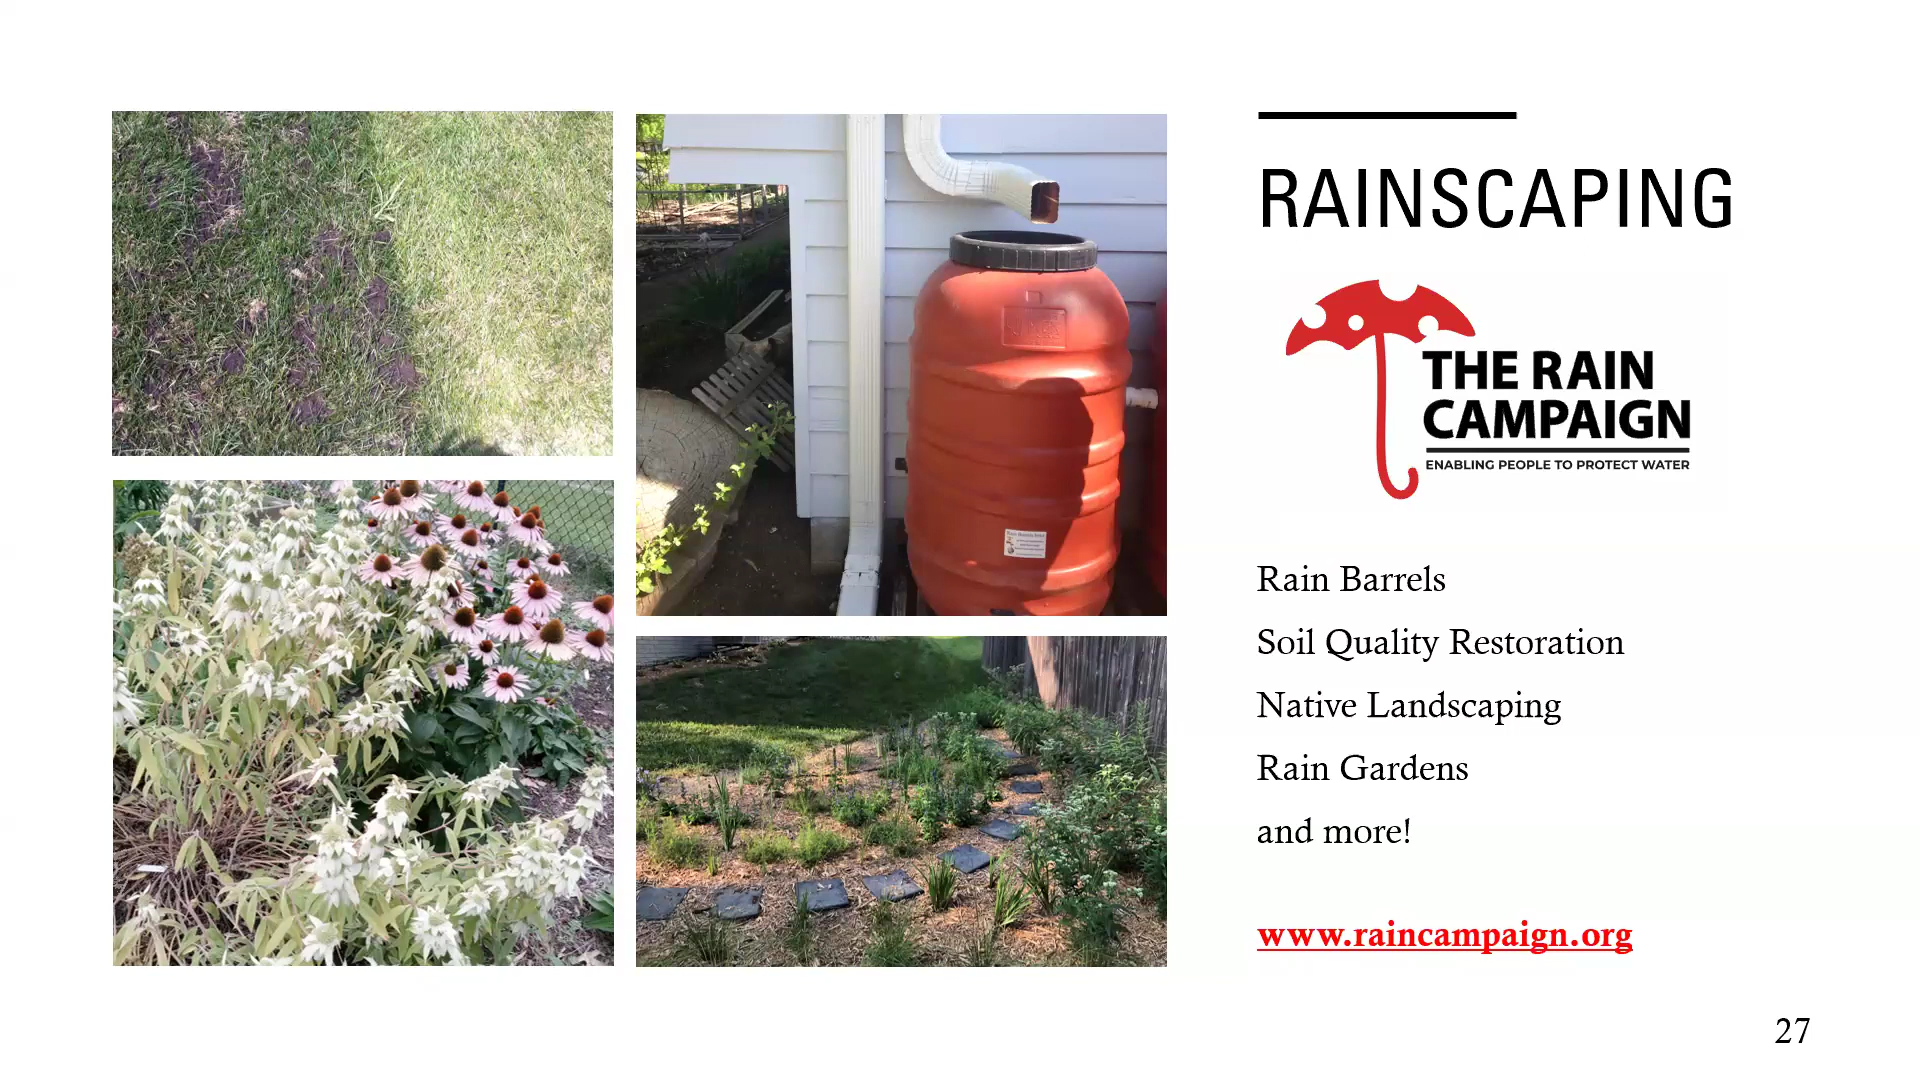 RAINSCAPING
THE RAIN
CAMPAIGN
ENABLING PEOPLE TO PROTECT WATER
Rain Barrels
Soil Quality Restoration
Native Landscaping
Rain Gardens
and more!
www.raincampaign.org
27